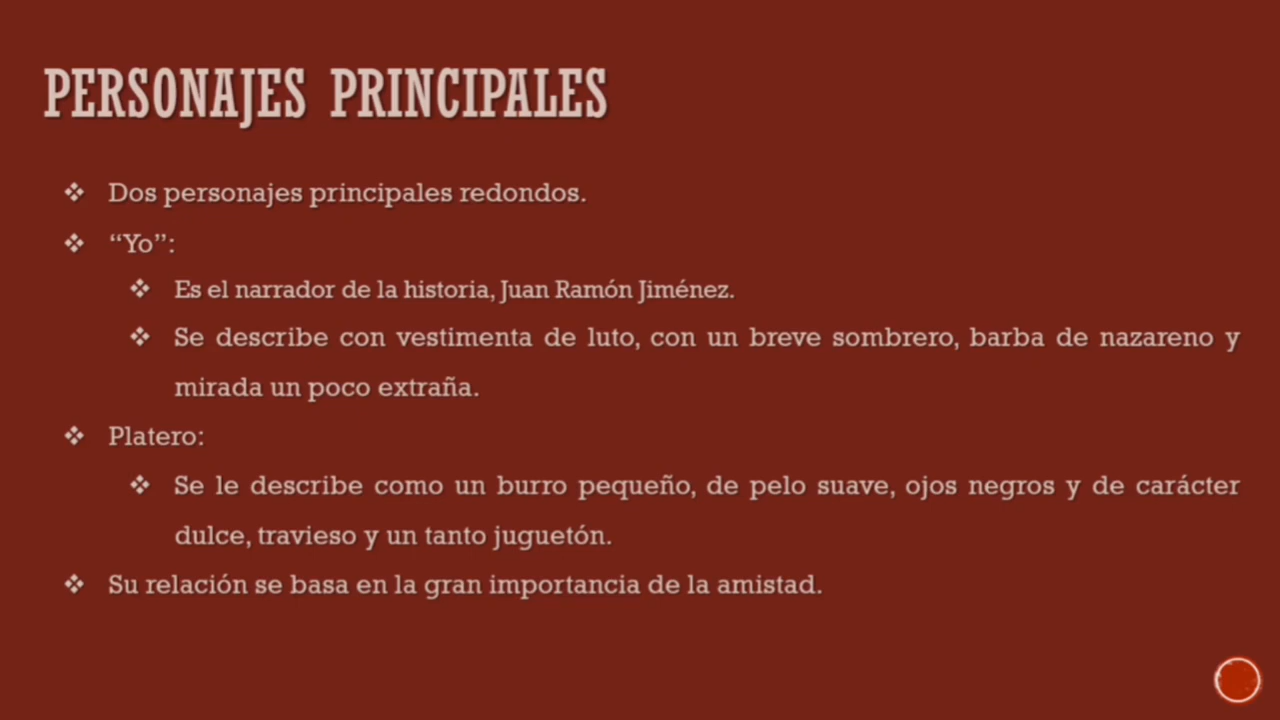 PERSONAJES PRINCIPALES
❖ Dos personajes principales redondos.
❖ “Yo”:
❖ Es el narrador de la historia, Juan Ramón Jiménez.
❖ Se describe con vestimenta de luto, con un breve sombrero, barba de nazareno y
mirada un poco extraña.
❖ Platero:
❖ Se le describe como un burro pequeño, de pelo suave, ojos negros y de carácter
dulce, travieso y un tanto juguetón.
❖ Su relación se basa en la gran importancia de la amistad.